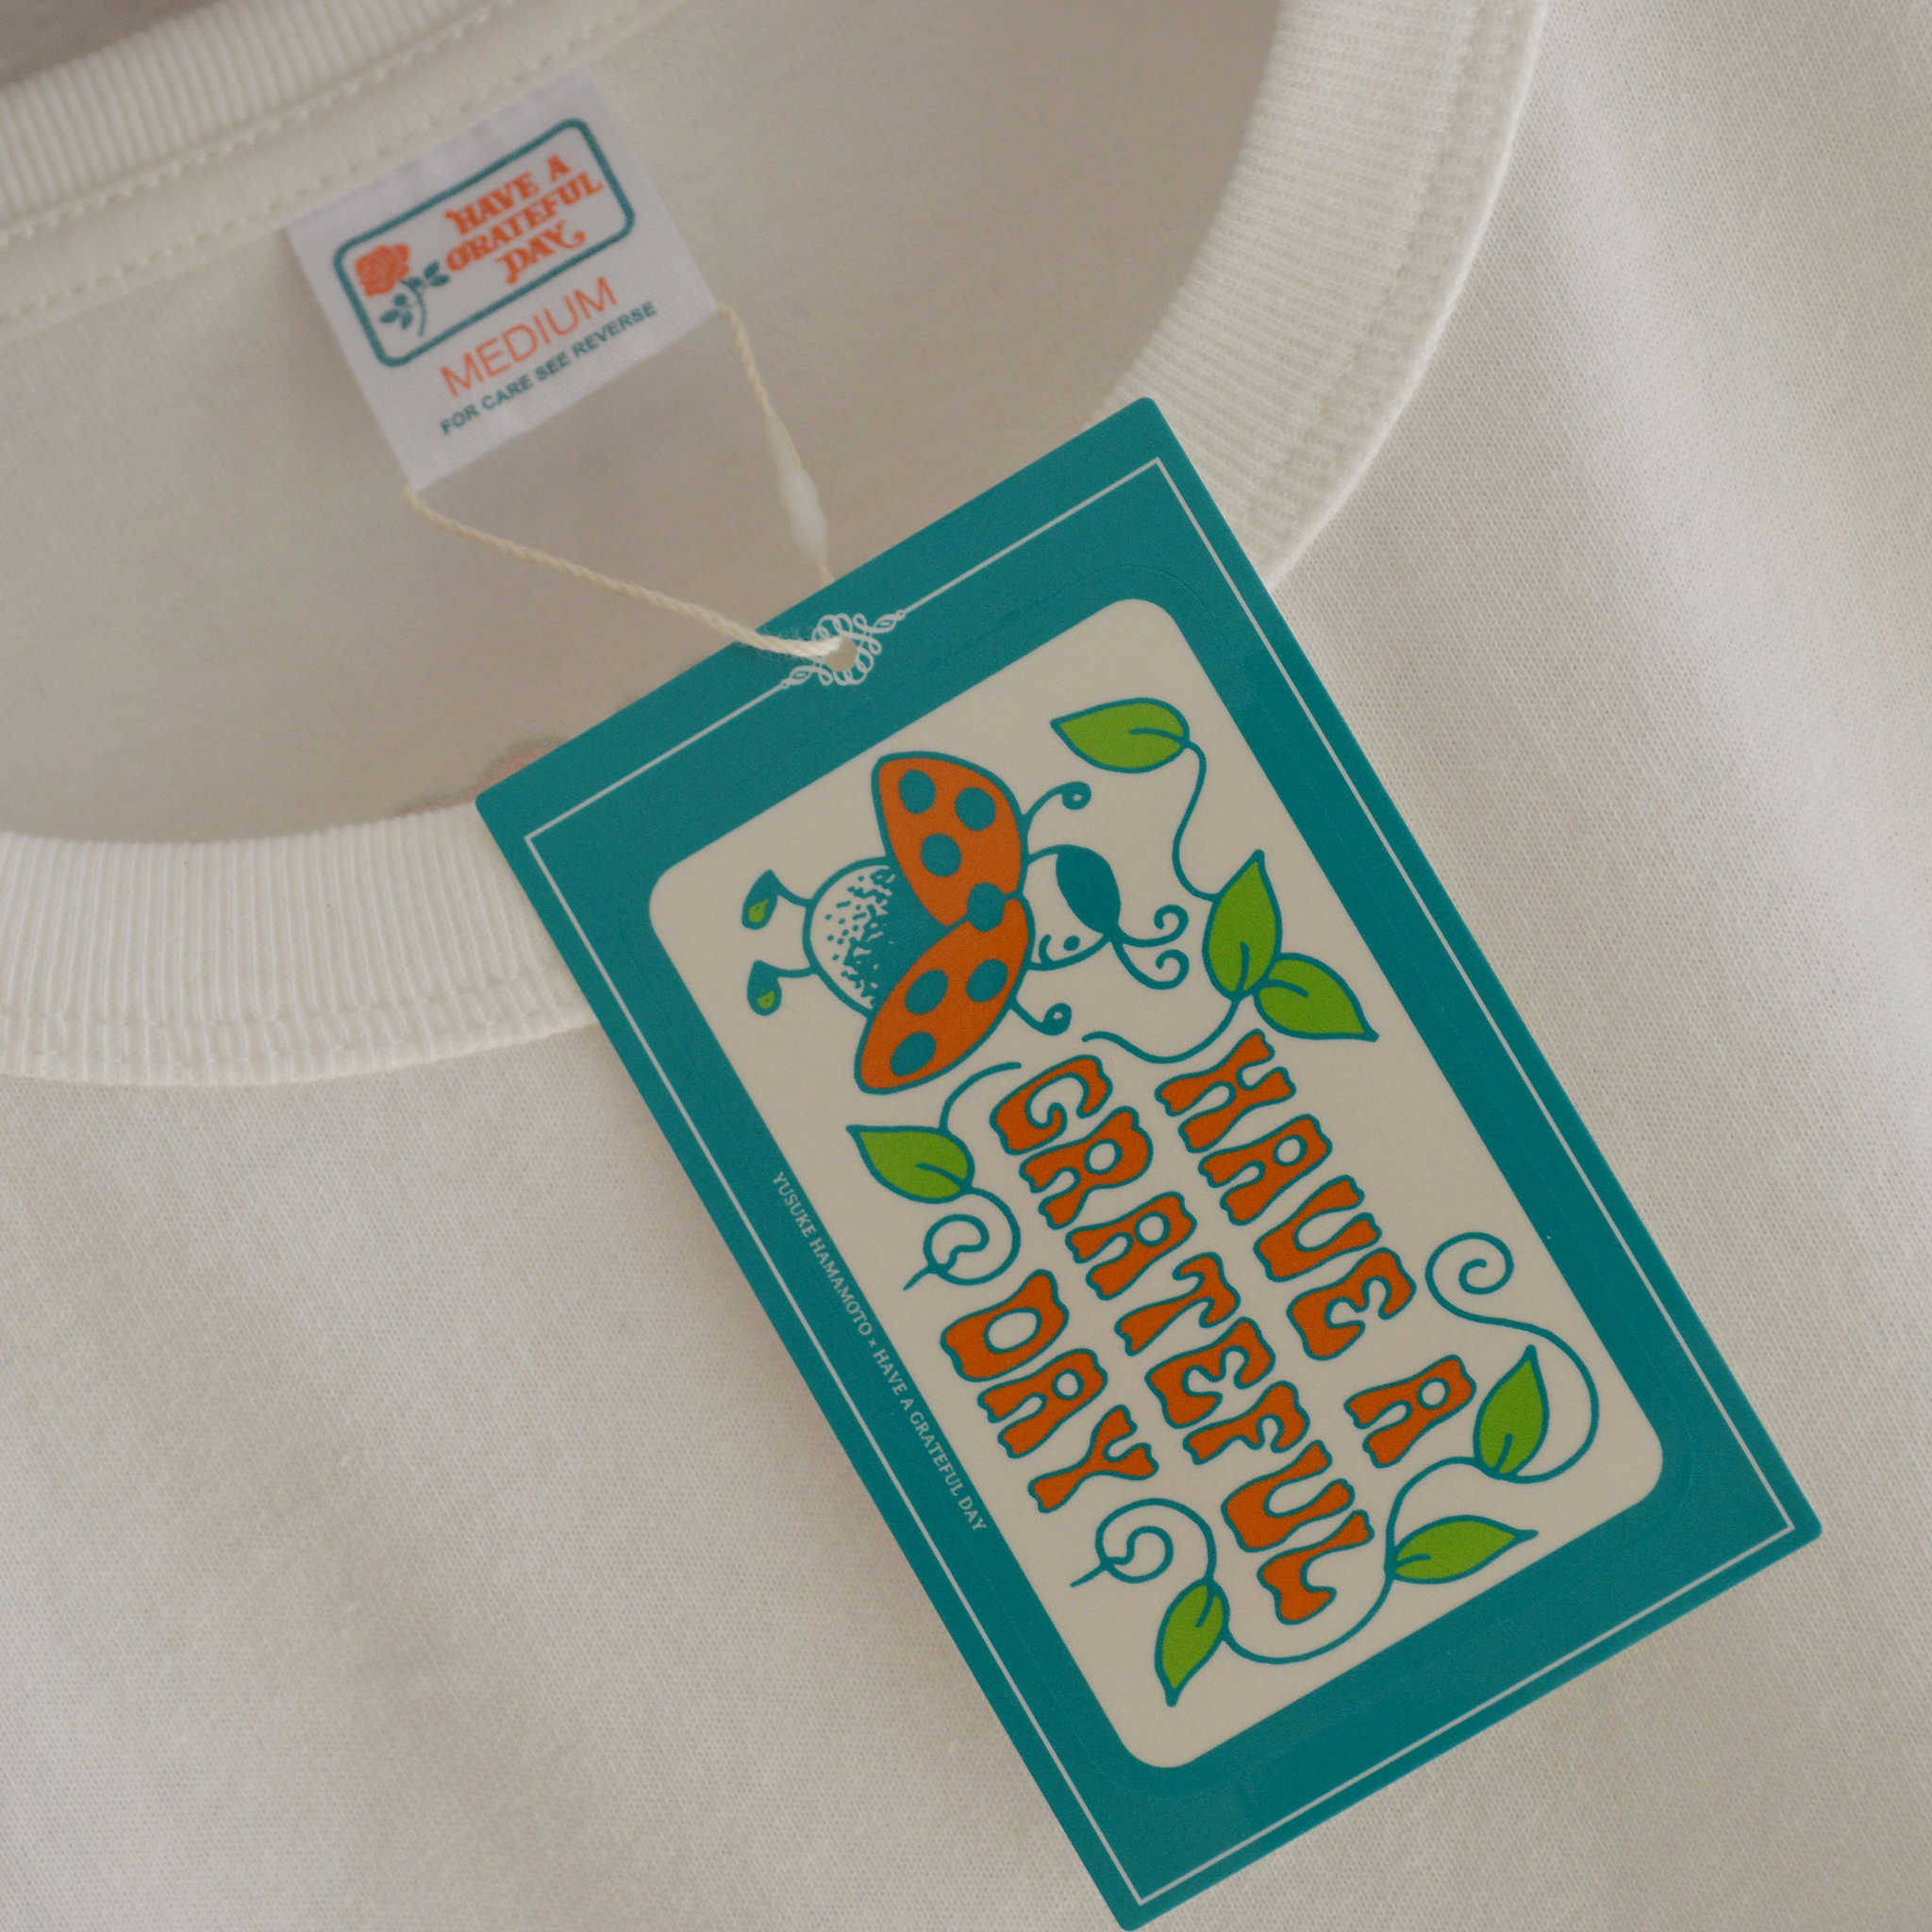 HAVE A
GRATEFUL
DAY
MEDIUM
FOR CARE SEE REVERSE
HAVE A
GRATEFUL
DAY
YUSUKE HAMAMOTO × HAVE A GRATEFUL DAY